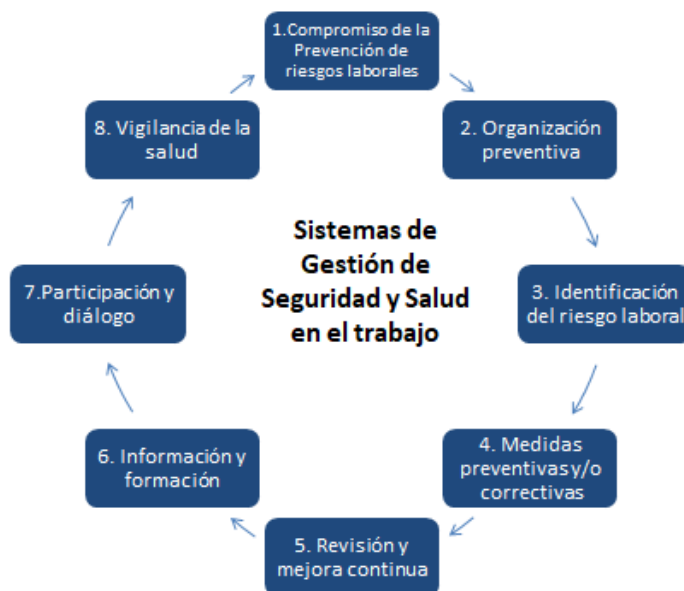 1.Compromiso de la
Prevención de
riesgos laborales
2. Organización
preventiva
3. Identificación
del riesgo laboral
4. Medidas
preventivas y/o
correctivas
5. Revisión y
mejora continua
6. Información y
formación
7.Participación y
diálogo
8. Vigilancia de la
salud
Sistemas de
Gestión de
Seguridad y Salud
en el trabajo